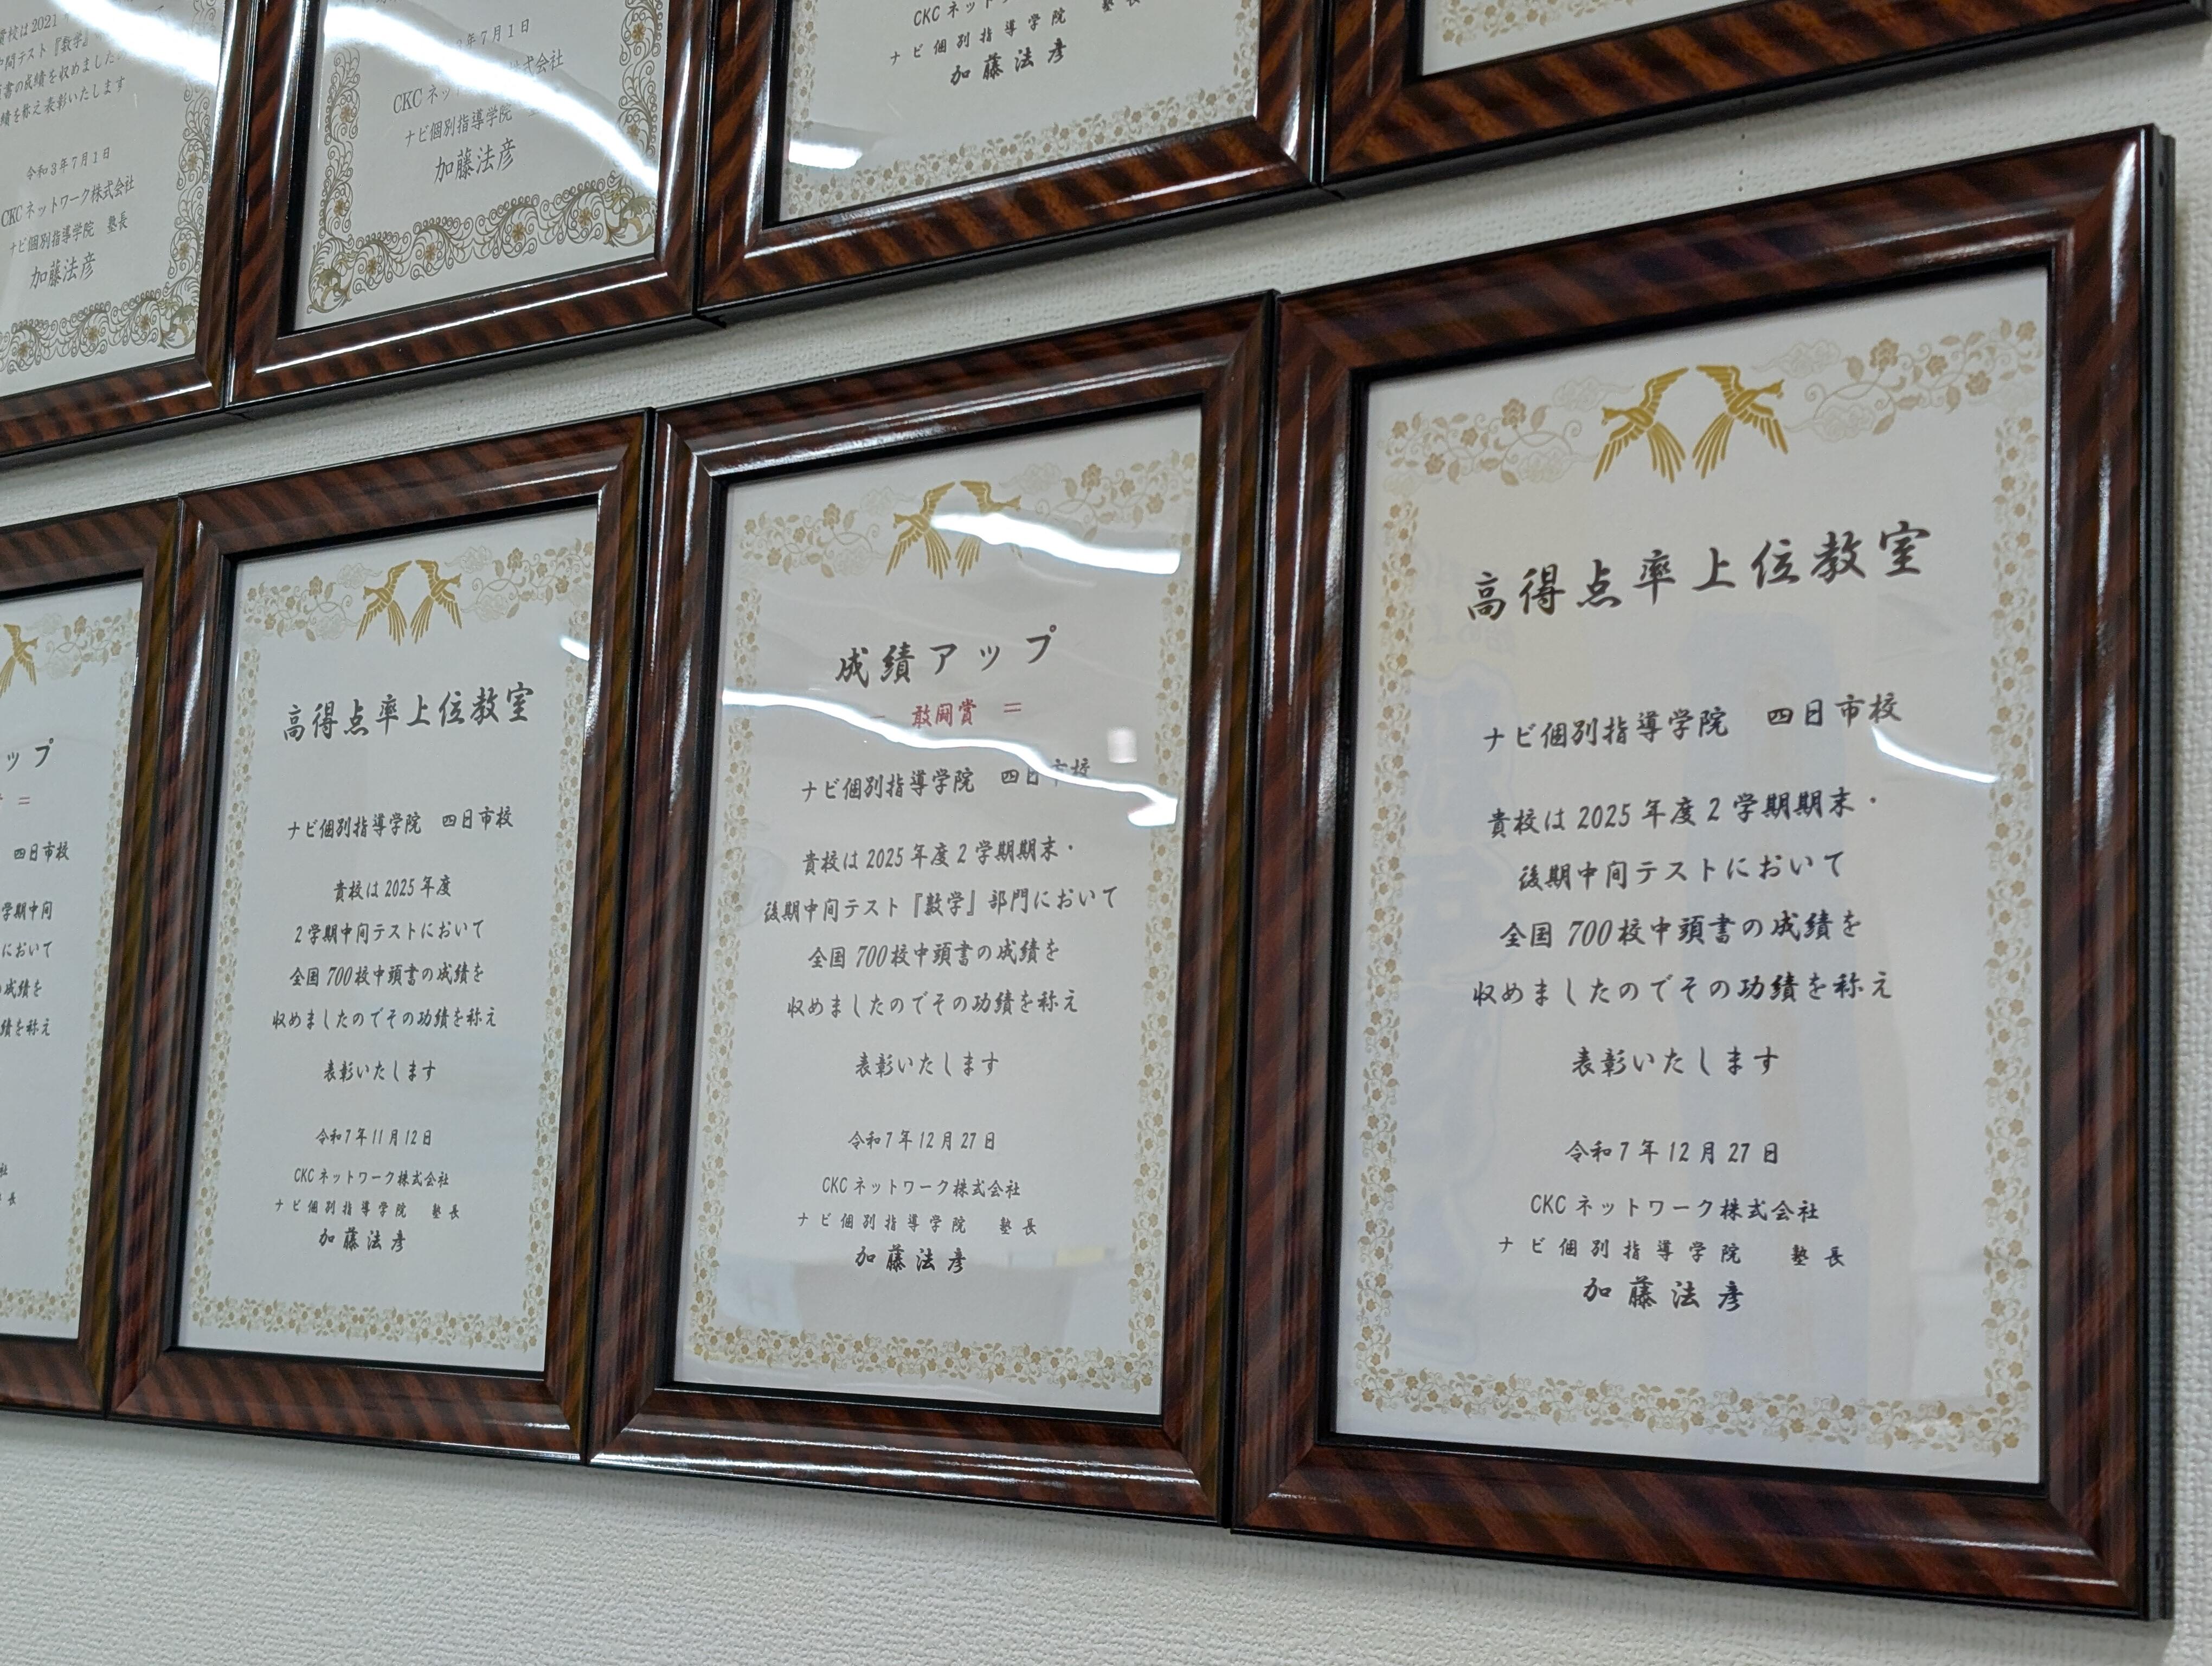 貴校は2021
中間テスト『数学』
頭書の成績を収めました
績を称え表彰いたします
令和3年7月1日
CKCネットワーク株式会社
ナビ個別指導学院 塾長
加藤法彦
年7月1日
株式会社
CKCネッ
ナビ個別指導学院
加藤法彦
CKCネット
ナビ個別指導学院 塾長
加藤法彦
ップ
=
四日市校
学期中間
において
成績を
績を称え
社
長
高得点率上位教室
ナビ個別指導学院 四日市校
貴校は2025年度
2学期中間テストにおいて
全国700校中頭書の成績を
収めましたのでその功績を称え
表彰いたします
令和7年11月12日
CKCネットワーク株式会社
ナビ個別指導学院 塾長
加藤法彦
成績アップ
= 敢闘賞 =
ナビ個別指導学院 四日市校
貴校は2025年度2学期期末・
後期中間テスト『数学』部門において
全国700校中頭書の成績を
収めましたのでその功績を称え
表彰いたします
令和7年12月27日
CKCネットワーク株式会社
ナビ個別指導学院 塾長
加藤法彦
高得点率上位教室
ナビ個別指導学院 四日市校
貴校は2025年度2学期期末・
後期中間テストにおいて
全国700校中頭書の成績を
収めましたのでその功績を称え
表彰いたします
令和7年12月27日
CKCネットワーク株式会社
ナビ個別指導学院 塾長
加藤法彦